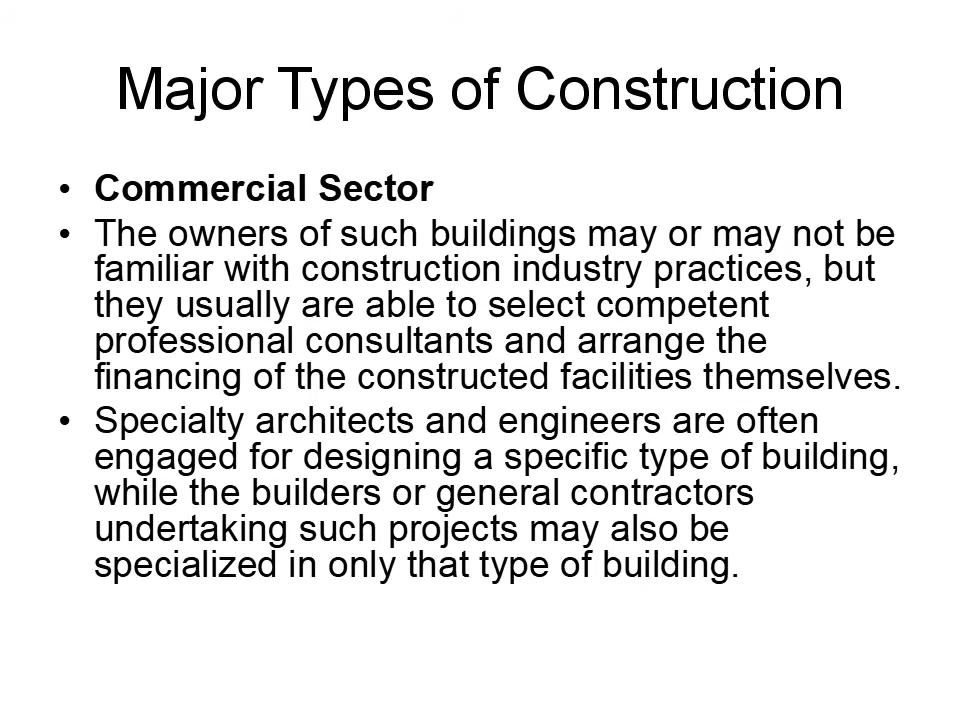 Major Types of Construction
• Commercial Sector
• The owners of such buildings may or may not be
familiar with construction industry practices, but
they usually are able to select competent
professional consultants and arrange the
financing of the constructed facilities themselves.
• Specialty architects and engineers are often
engaged for designing a specific type of building,
while the builders or general contractors
undertaking such projects may also be
specialized in only that type of building.